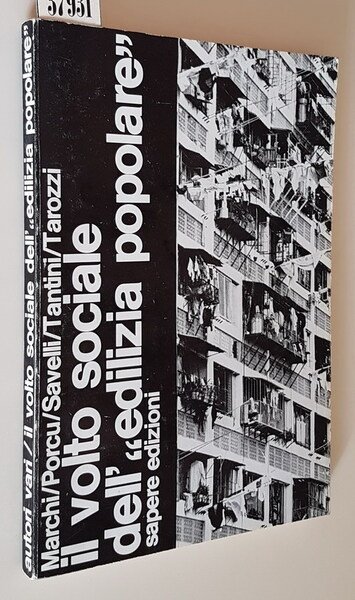 57951
autori vari / il volto sociale dell'"edilizia popolare"
Marchi/Porcu/Savelli/Tantini/Tarozzi
il volto sociale
dell'"edilizia popolare"
sapere edizioni